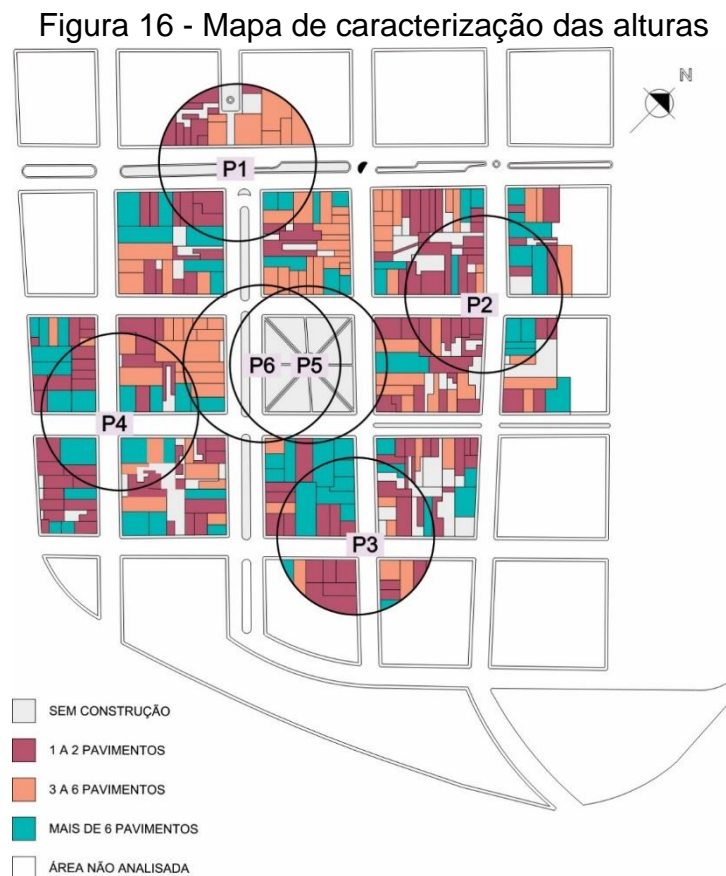 Figura 16 - Mapa de caracterização das alturas
N
P1
P2
P6
P5
P4
P3
SEM CONSTRUÇÃO
1 A 2 PAVIMENTOS
3 A 6 PAVIMENTOS
MAIS DE 6 PAVIMENTOS
ÁREA NÃO ANALISADA